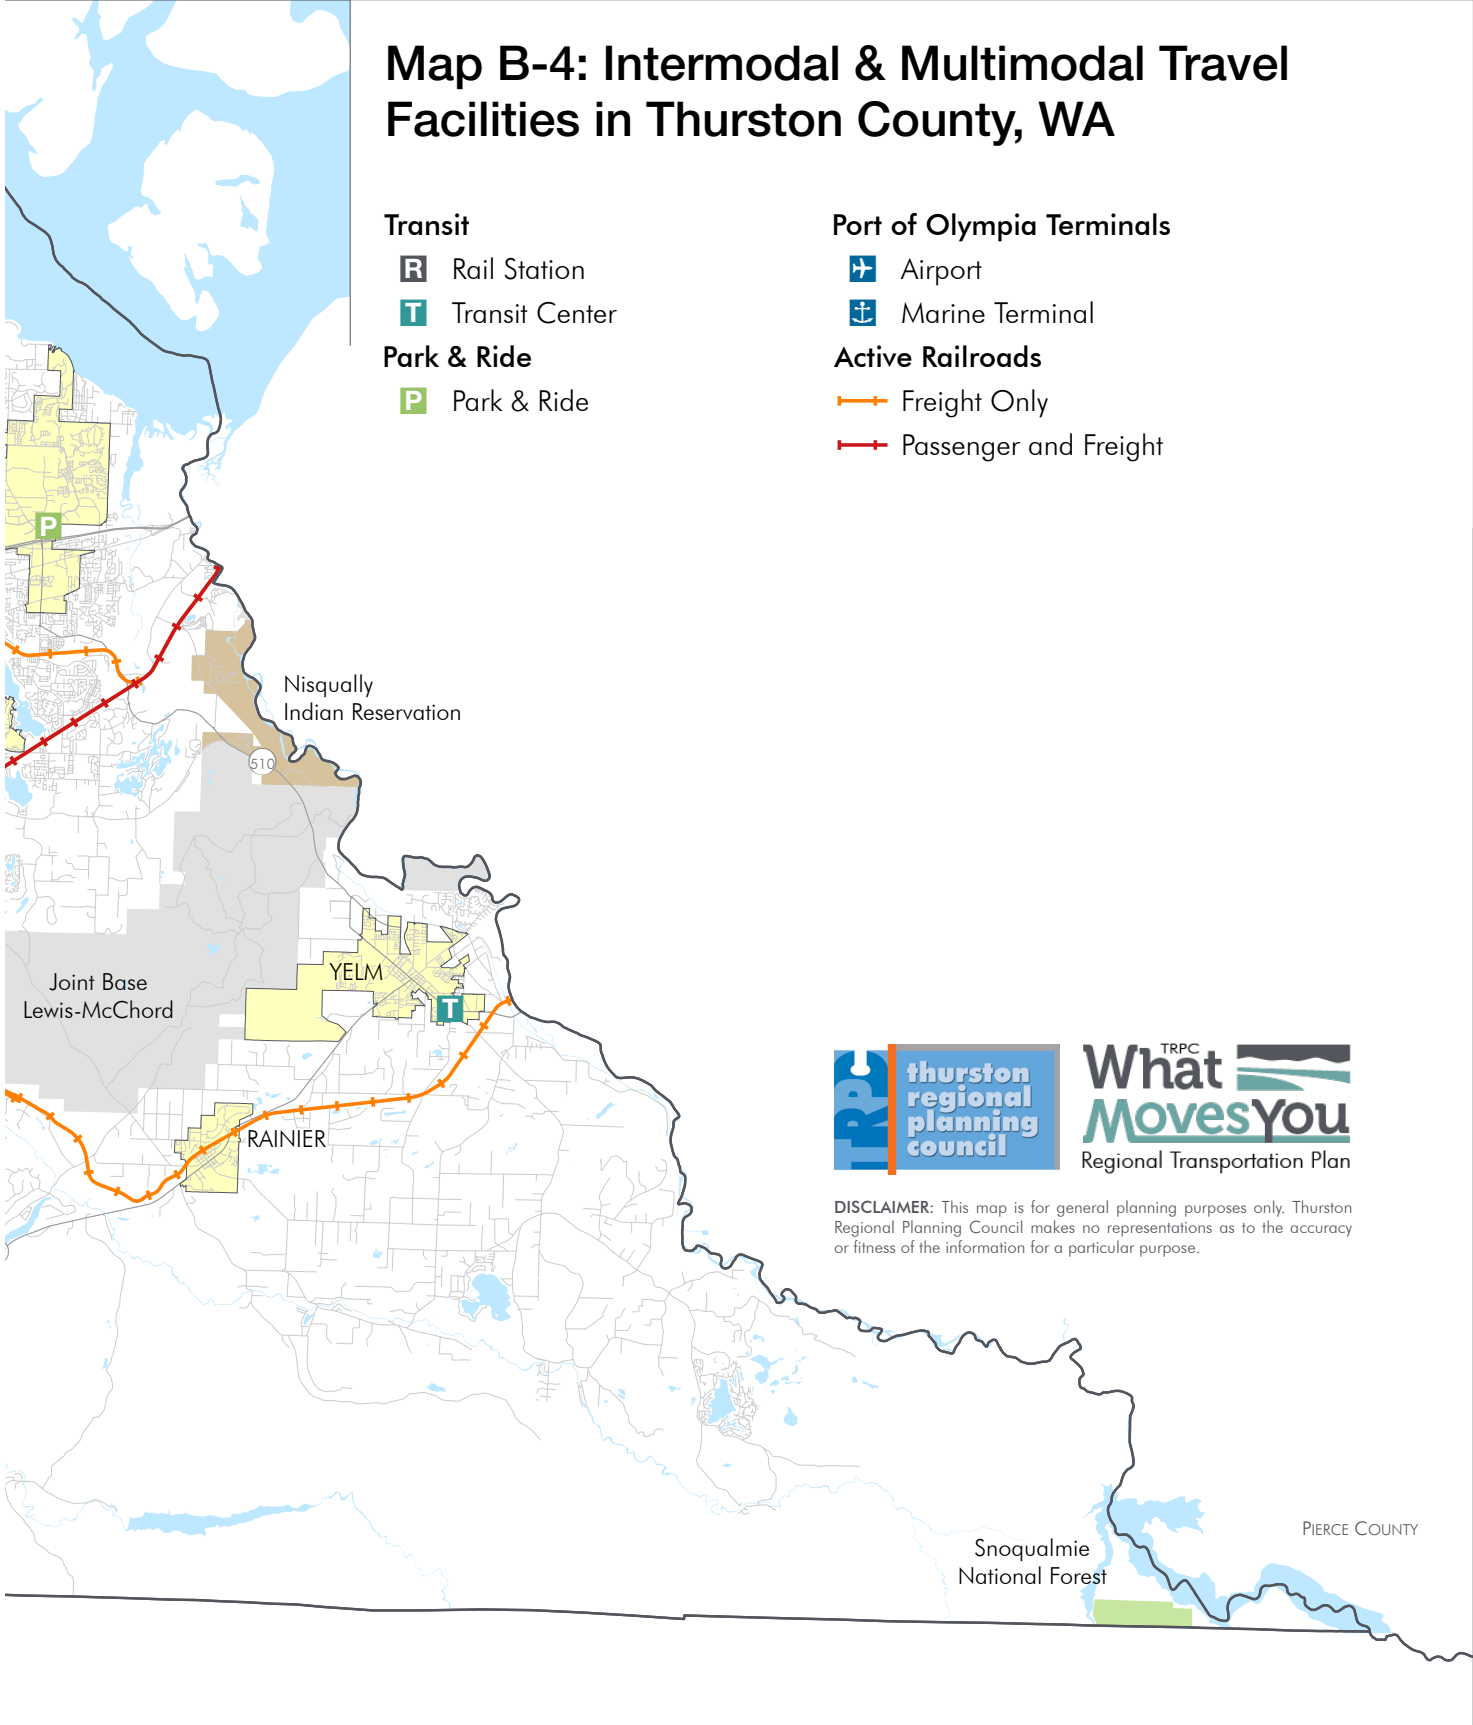 Map B-4: Intermodal & Multimodal Travel
Facilities in Thurston County, WA
Transit
R Rail Station
T Transit Center
Park & Ride
P Park & Ride
Port of Olympia Terminals
Airport
Marine Terminal
Active Railroads
Freight Only
Passenger and Freight
P
Nisqually
Indian Reservation
510
Joint Base
Lewis-McChord
YELM
T
RAINIER
TRPC
thurston
regional
planning
council
TRPC
What
MovesYou
Regional Transportation Plan
DISCLAIMER: This map is for general planning purposes only. Thurston
Regional Planning Council makes no representations as to the accuracy
or fitness of the information for a particular purpose.
PIERCE COUNTY
Snoqualmie
National Forest